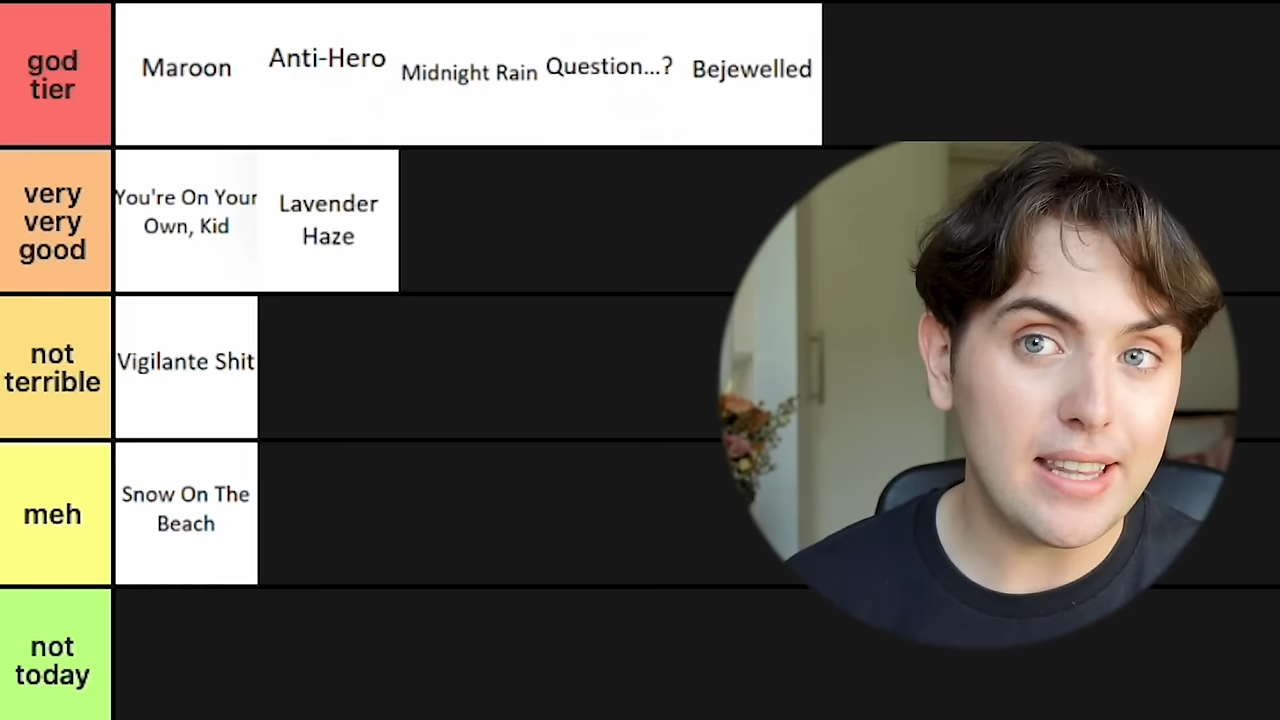 god
tier
Maroon
Anti-Hero
Midnight Rain
Question...?
Bejewelled
very
very
good
You're On Your
Own, Kid
Lavender
Haze
not
terrible
Vigilante Shit
meh
Snow On The
Beach
not
today